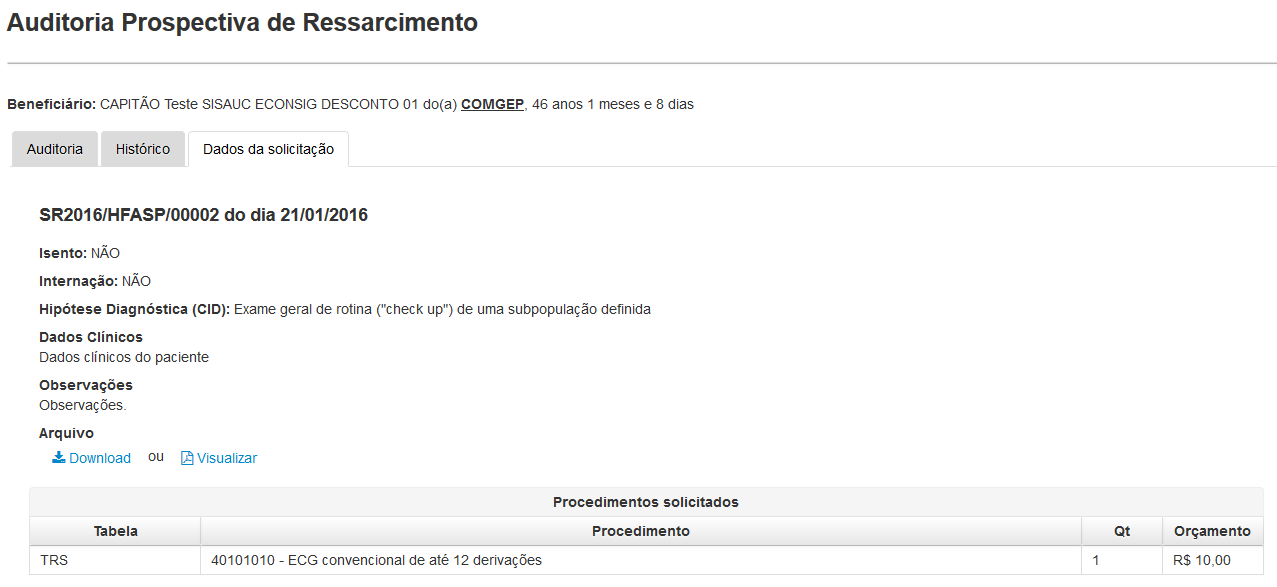 Auditoria Prospectiva de Ressarcimento
Beneficiário: CAPITÃO Teste SISAUC ECONSIG DESCONTO 01 do(a) COMGEP, 46 anos 1 meses e 8 dias
Auditoria Histórico Dados da solicitação
SR2016/HFASP/00002 do dia 21/01/2016
Isento: NÃO
Internação: NÃO
Hipótese Diagnóstica (CID): Exame geral de rotina ("check up") de uma subpopulação definida
Dados Clínicos
Dados clínicos do paciente
Observações
Observações.
Arquivo
Download ou Visualizar
Procedimentos solicitados
Tabela Procedimento Qt Orçamento
TRS 40101010 - ECG convencional de até 12 derivações 1 R$ 10,00